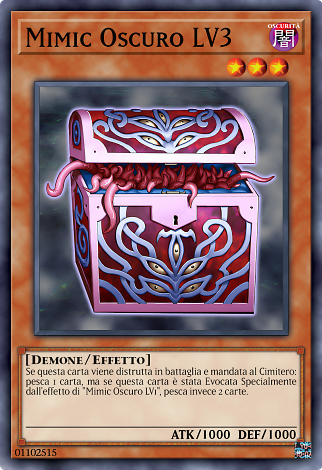 Mimic Oscuro LV3
OSCURITÀ
闇
[Demone/Effetto]
Se questa carta viene distrutta in battaglia e mandata al Cimitero:
pesca 1 carta, ma se questa carta è stata Evocata Specialmente
dall'effetto di "Mimic Oscuro LV1", pesca invece 2 carte.
ATK/1000 DEF/1000
01102515